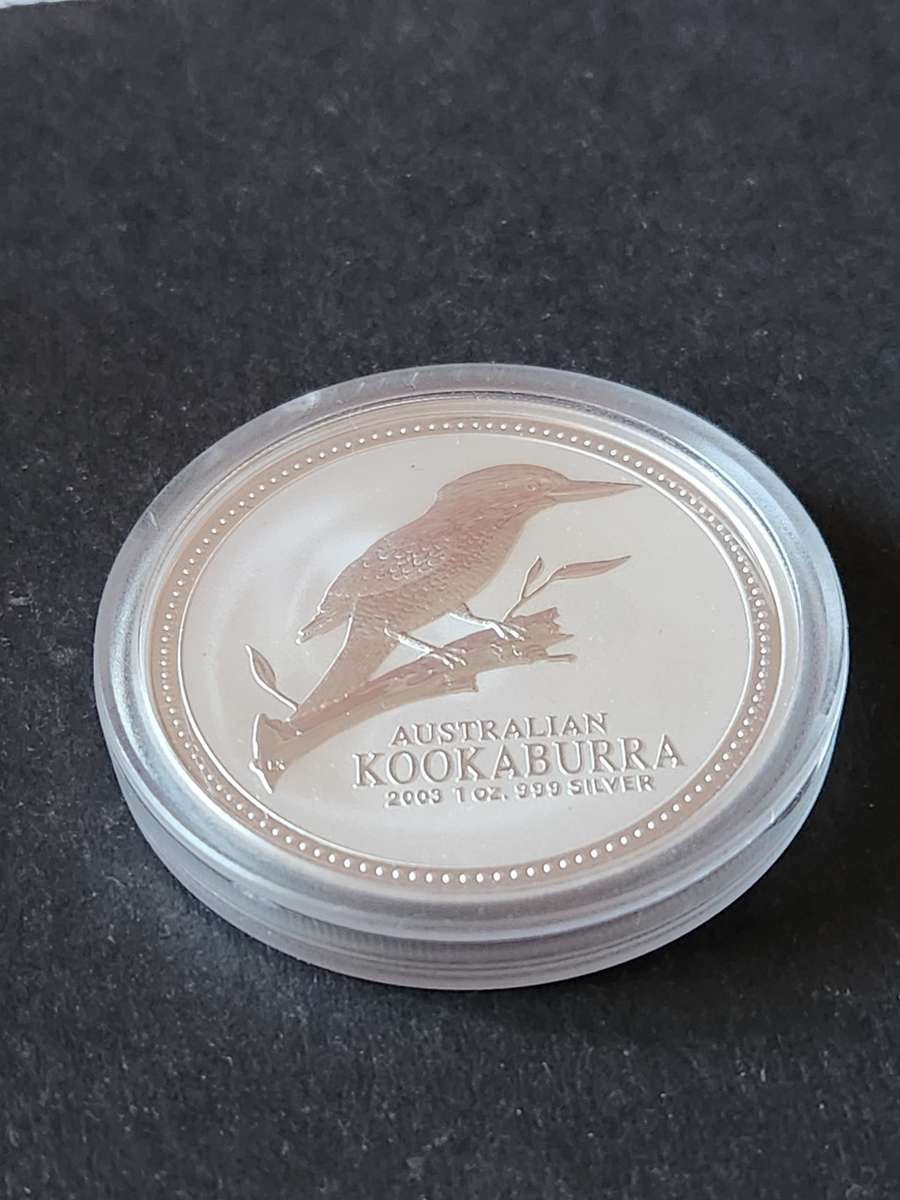 AUSTRALIAN
KOOKABURRA
2003 1 OZ. 999 SILVER